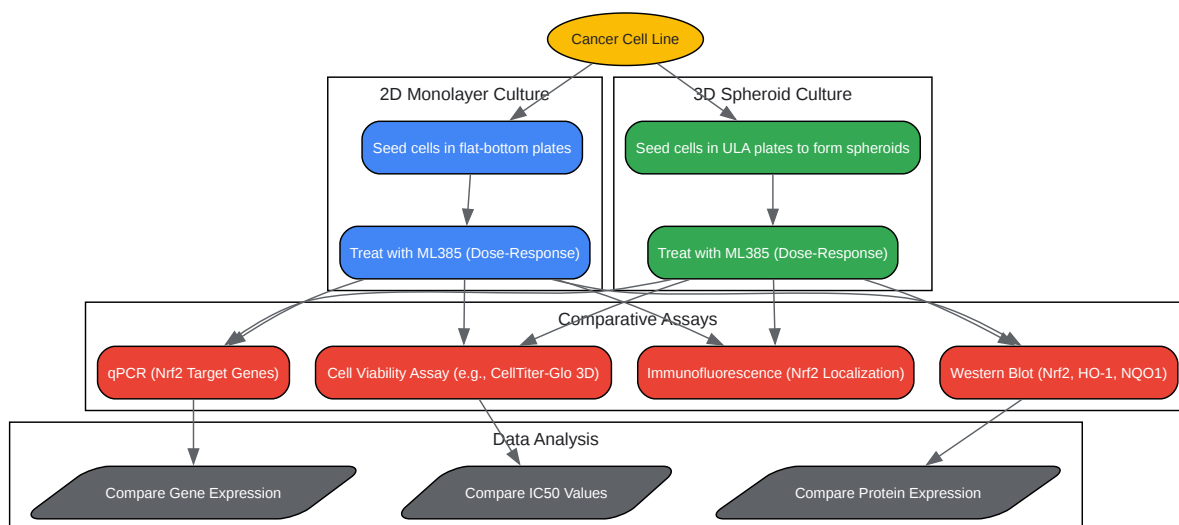 Cancer Cell Line
2D Monolayer Culture
3D Spheroid Culture
Seed cells in flat-bottom plates
Seed cells in ULA plates to form spheroids
Treat with ML385 (Dose-Response)
Treat with ML385 (Dose-Response)
Comparative Assays
qPCR (Nrf2 Target Genes)
Cell Viability Assay (e.g., CellTiter-Glo 3D)
Immunofluorescence (Nrf2 Localization)
Western Blot (Nrf2, HO-1, NQO1)
Data Analysis
Compare Gene Expression
Compare IC50 Values
Compare Protein Expression